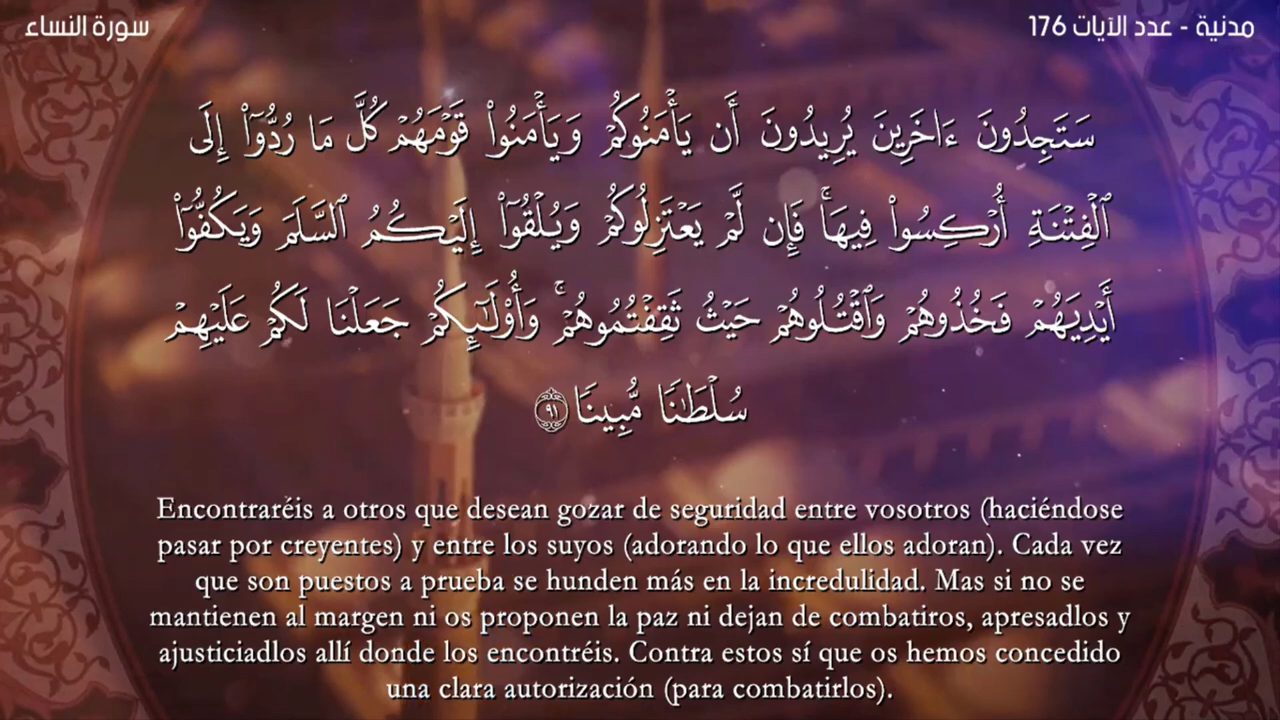 مدنية - عدد الآيات 176
سورة النساء
سَتَجِدُونَ ءَاخَرِينَ يُرِيدُونَ أَن يَأْمَنُوكُمْ وَيَأْمَنُوا۟ قَوْمَهُمْ كُلَّ مَا رُدُّوٓا۟ إِلَى
ٱلْفِتْنَةِ أُرْكِسُوا۟ فِيهَا ۚ فَإِن لَّمْ يَعْتَزِلُوكُمْ وَيُلْقُوٓا۟ إِلَيْكُمُ ٱلسَّلَمَ وَيَكُفُّوٓا۟
أَيْدِيَهُمْ فَخُذُوهُمْ وَٱقْتُلُوهُمْ حَيْثُ ثَقِفْتُمُوهُمْ ۚ وَأُو۟لَـٰٓئِكُمْ جَعَلْنَا لَكُمْ عَلَيْهِمْ
سُلْطَـٰنًا مُّبِينًا ٩١
Encontraréis a otros que desean gozar de seguridad entre vosotros (haciéndose
pasar por creyentes) y entre los suyos (adorando lo que ellos adoran). Cada vez
que son puestos a prueba se hunden más en la incredulidad. Mas si no se
mantienen al margen ni os proponen la paz ni dejan de combatiros, apresadlos y
ajusticiadlos allí donde los encontréis. Contra estos sí que os hemos concedido
una clara autorización (para combatirlos).